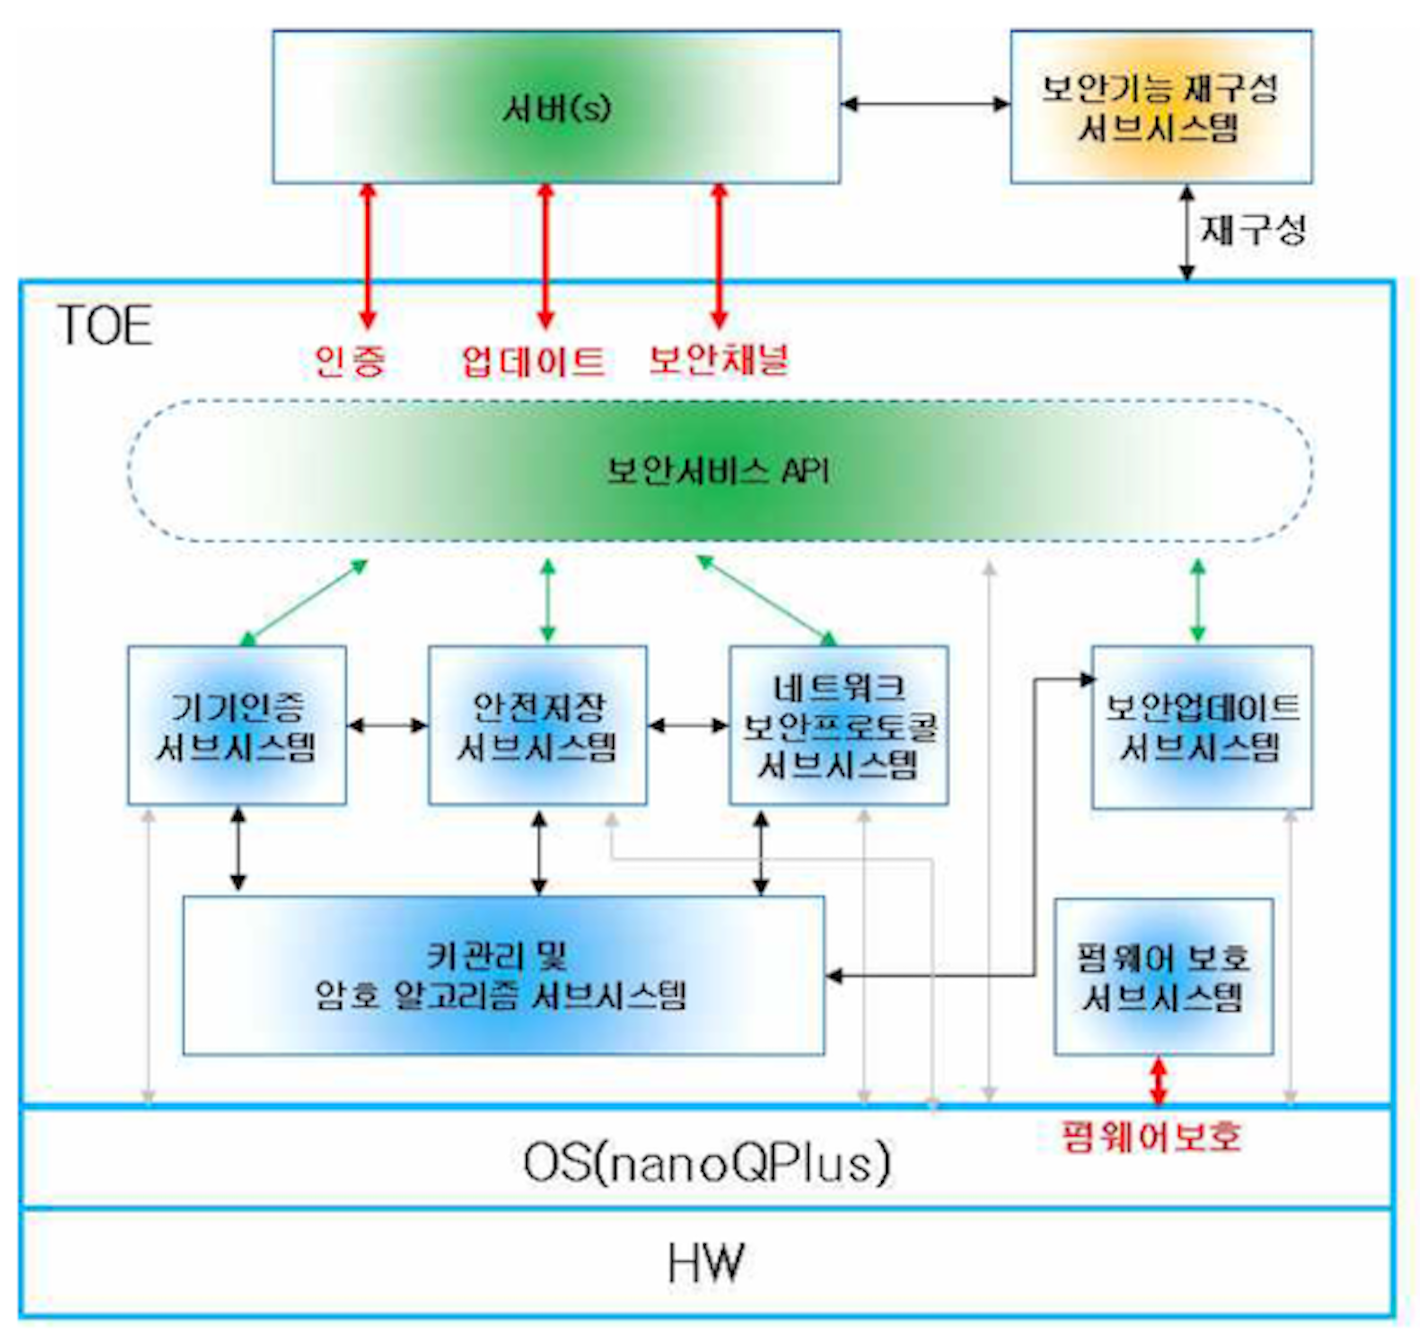 서버(s)
보안기능 재구성
서브시스템
재구성
TOE
인증
업데이트
보안채널
보안서비스 API
기기인증
서브시스템
안전저장
서브시스템
네트워크
보안프로토콜
서브시스템
보안업데이트
서브시스템
키관리 및
암호 알고리즘 서브시스템
펌웨어 보호
서브시스템
펌웨어보호
OS(nanoQPlus)
HW